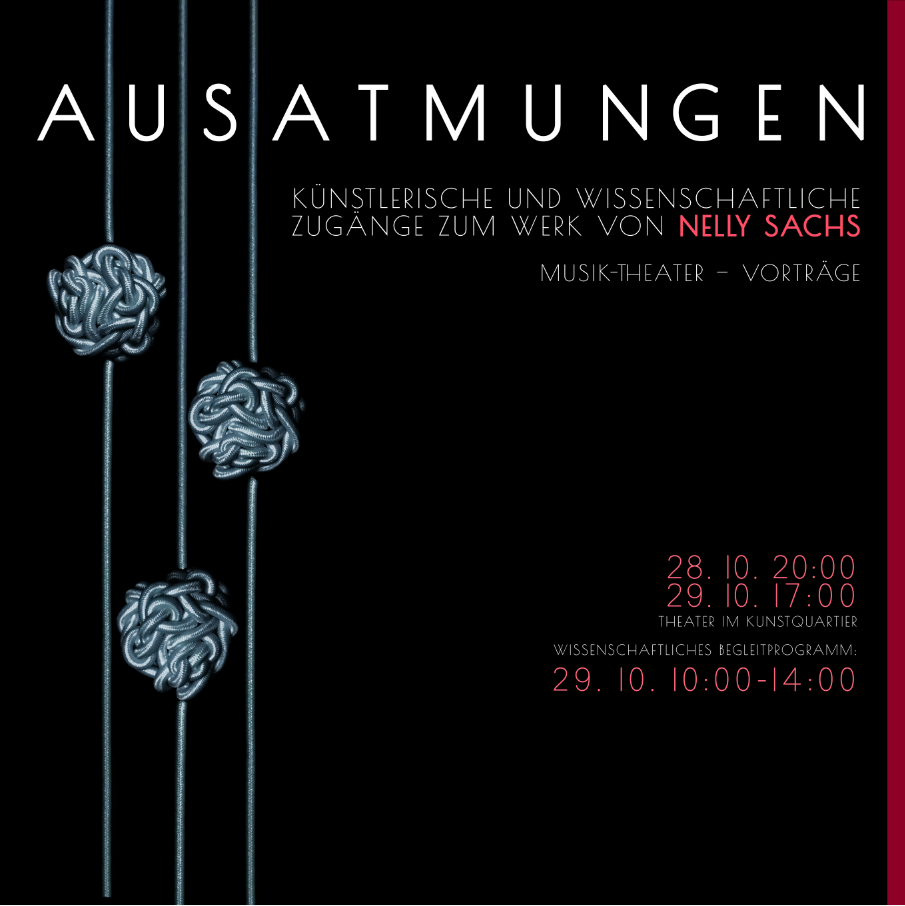 AUSATMUNGEN
KÜNSTLERISCHE UND WISSENSCHAFTLICHE
ZUGÄNGE ZUM WERK VON NELLY SACHS
MUSIK-THEATER – VORTRÄGE
28. 10. 20:00
29. 10. 17:00
THEATER IM KUNSTQUARTIER
WISSENSCHAFTLICHES BEGLEITPROGRAMM:
29. 10. 10:00-14:00